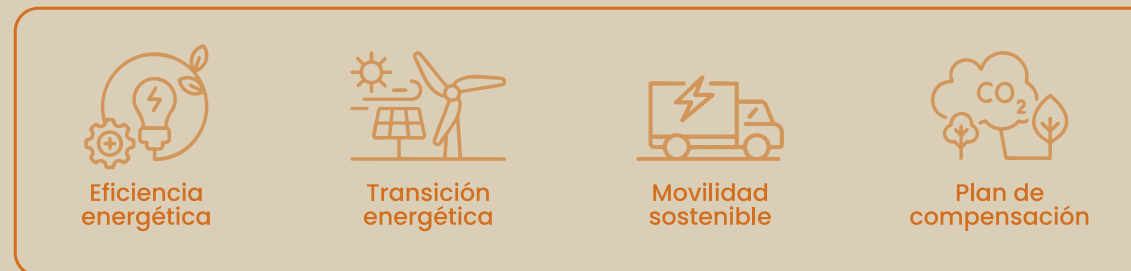 Eficiencia
energética
Transición
energética
Movilidad
sostenible
CO₂
Plan de
compensación